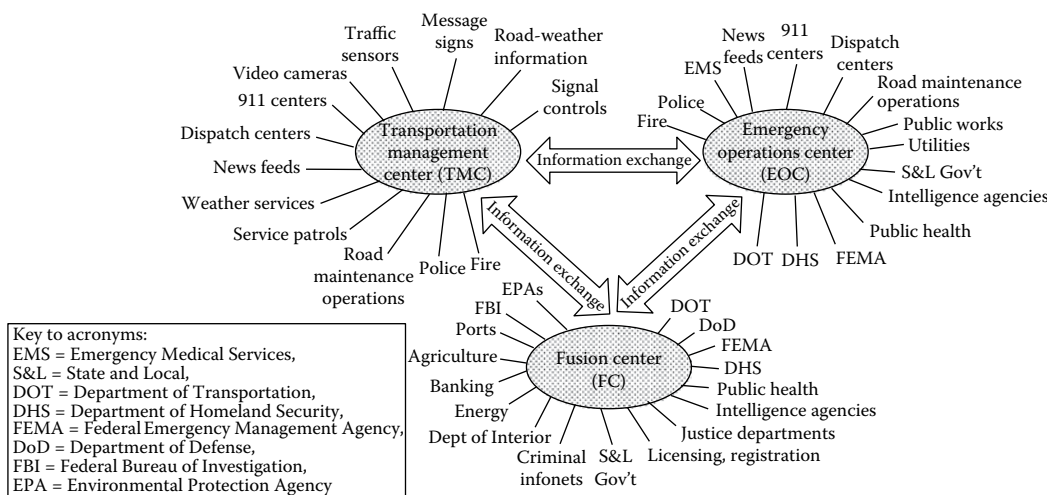 Message
signs
Traffic
sensors
Road-weather
information
Video cameras
Signal
controls
911 centers
Dispatch centers
News feeds
Weather services
Service patrols
Road
maintenance
operations
Police
Fire
Transportation
management
center (TMC)
Information exchange
News
feeds
911
centers
Dispatch
centers
EMS
Police
Fire
Road maintenance
operations
Public works
Utilities
S&L Gov't
Intelligence agencies
Public health
FEMA
DHS
DOT
Emergency
operations center
(EOC)
Information exchange
Information exchange
EPAs
FBI
Ports
Agriculture
Banking
Energy
Dept of Interior
Criminal
infonets
S&L
Gov't
Licensing, registration
Justice departments
Intelligence agencies
Public health
DHS
FEMA
DoD
DOT
Fusion center
(FC)
Key to acronyms:
EMS = Emergency Medical Services,
S&L = State and Local,
DOT = Department of Transportation,
DHS = Department of Homeland Security,
FEMA = Federal Emergency Management Agency,
DoD = Department of Defense,
FBI = Federal Bureau of Investigation,
EPA = Environmental Protection Agency